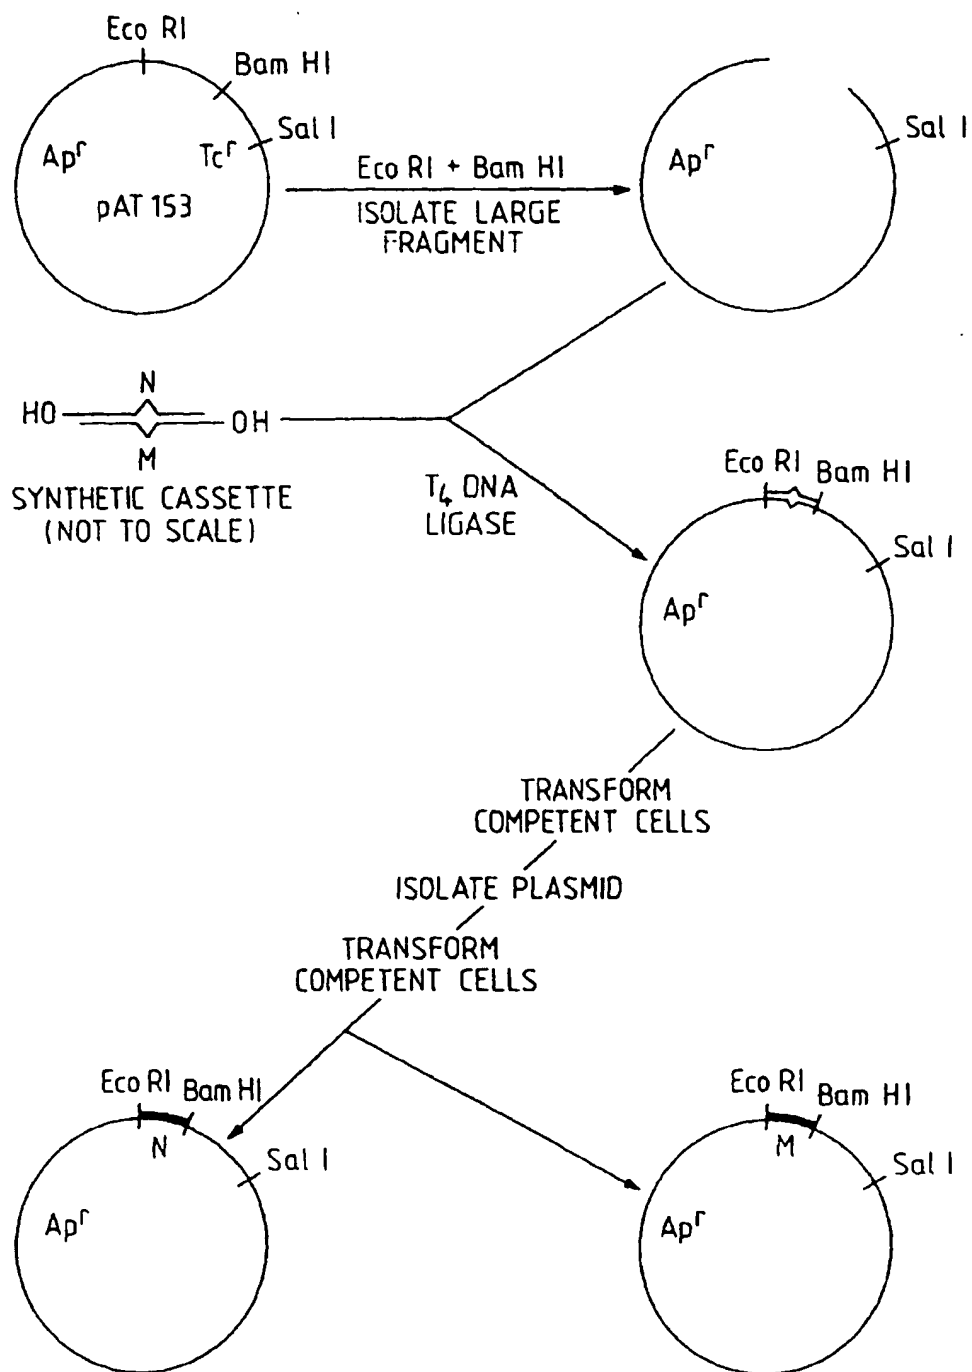 Eco RI
Bam HI
Sal I
Apʳ
Tcʳ
pAT 153
Eco RI + Bam HI
ISOLATE LARGE
FRAGMENT
Apʳ
Sal I
N
HO
OH
M
SYNTHETIC CASSETTE
(NOT TO SCALE)
T₄ DNA
LIGASE
Eco RI
Bam HI
Sal I
Apʳ
TRANSFORM
COMPETENT CELLS
ISOLATE PLASMID
TRANSFORM
COMPETENT CELLS
Eco RI
Bam HI
N
Sal I
Apʳ
Eco RI
Bam HI
M
Sal I
Apʳ